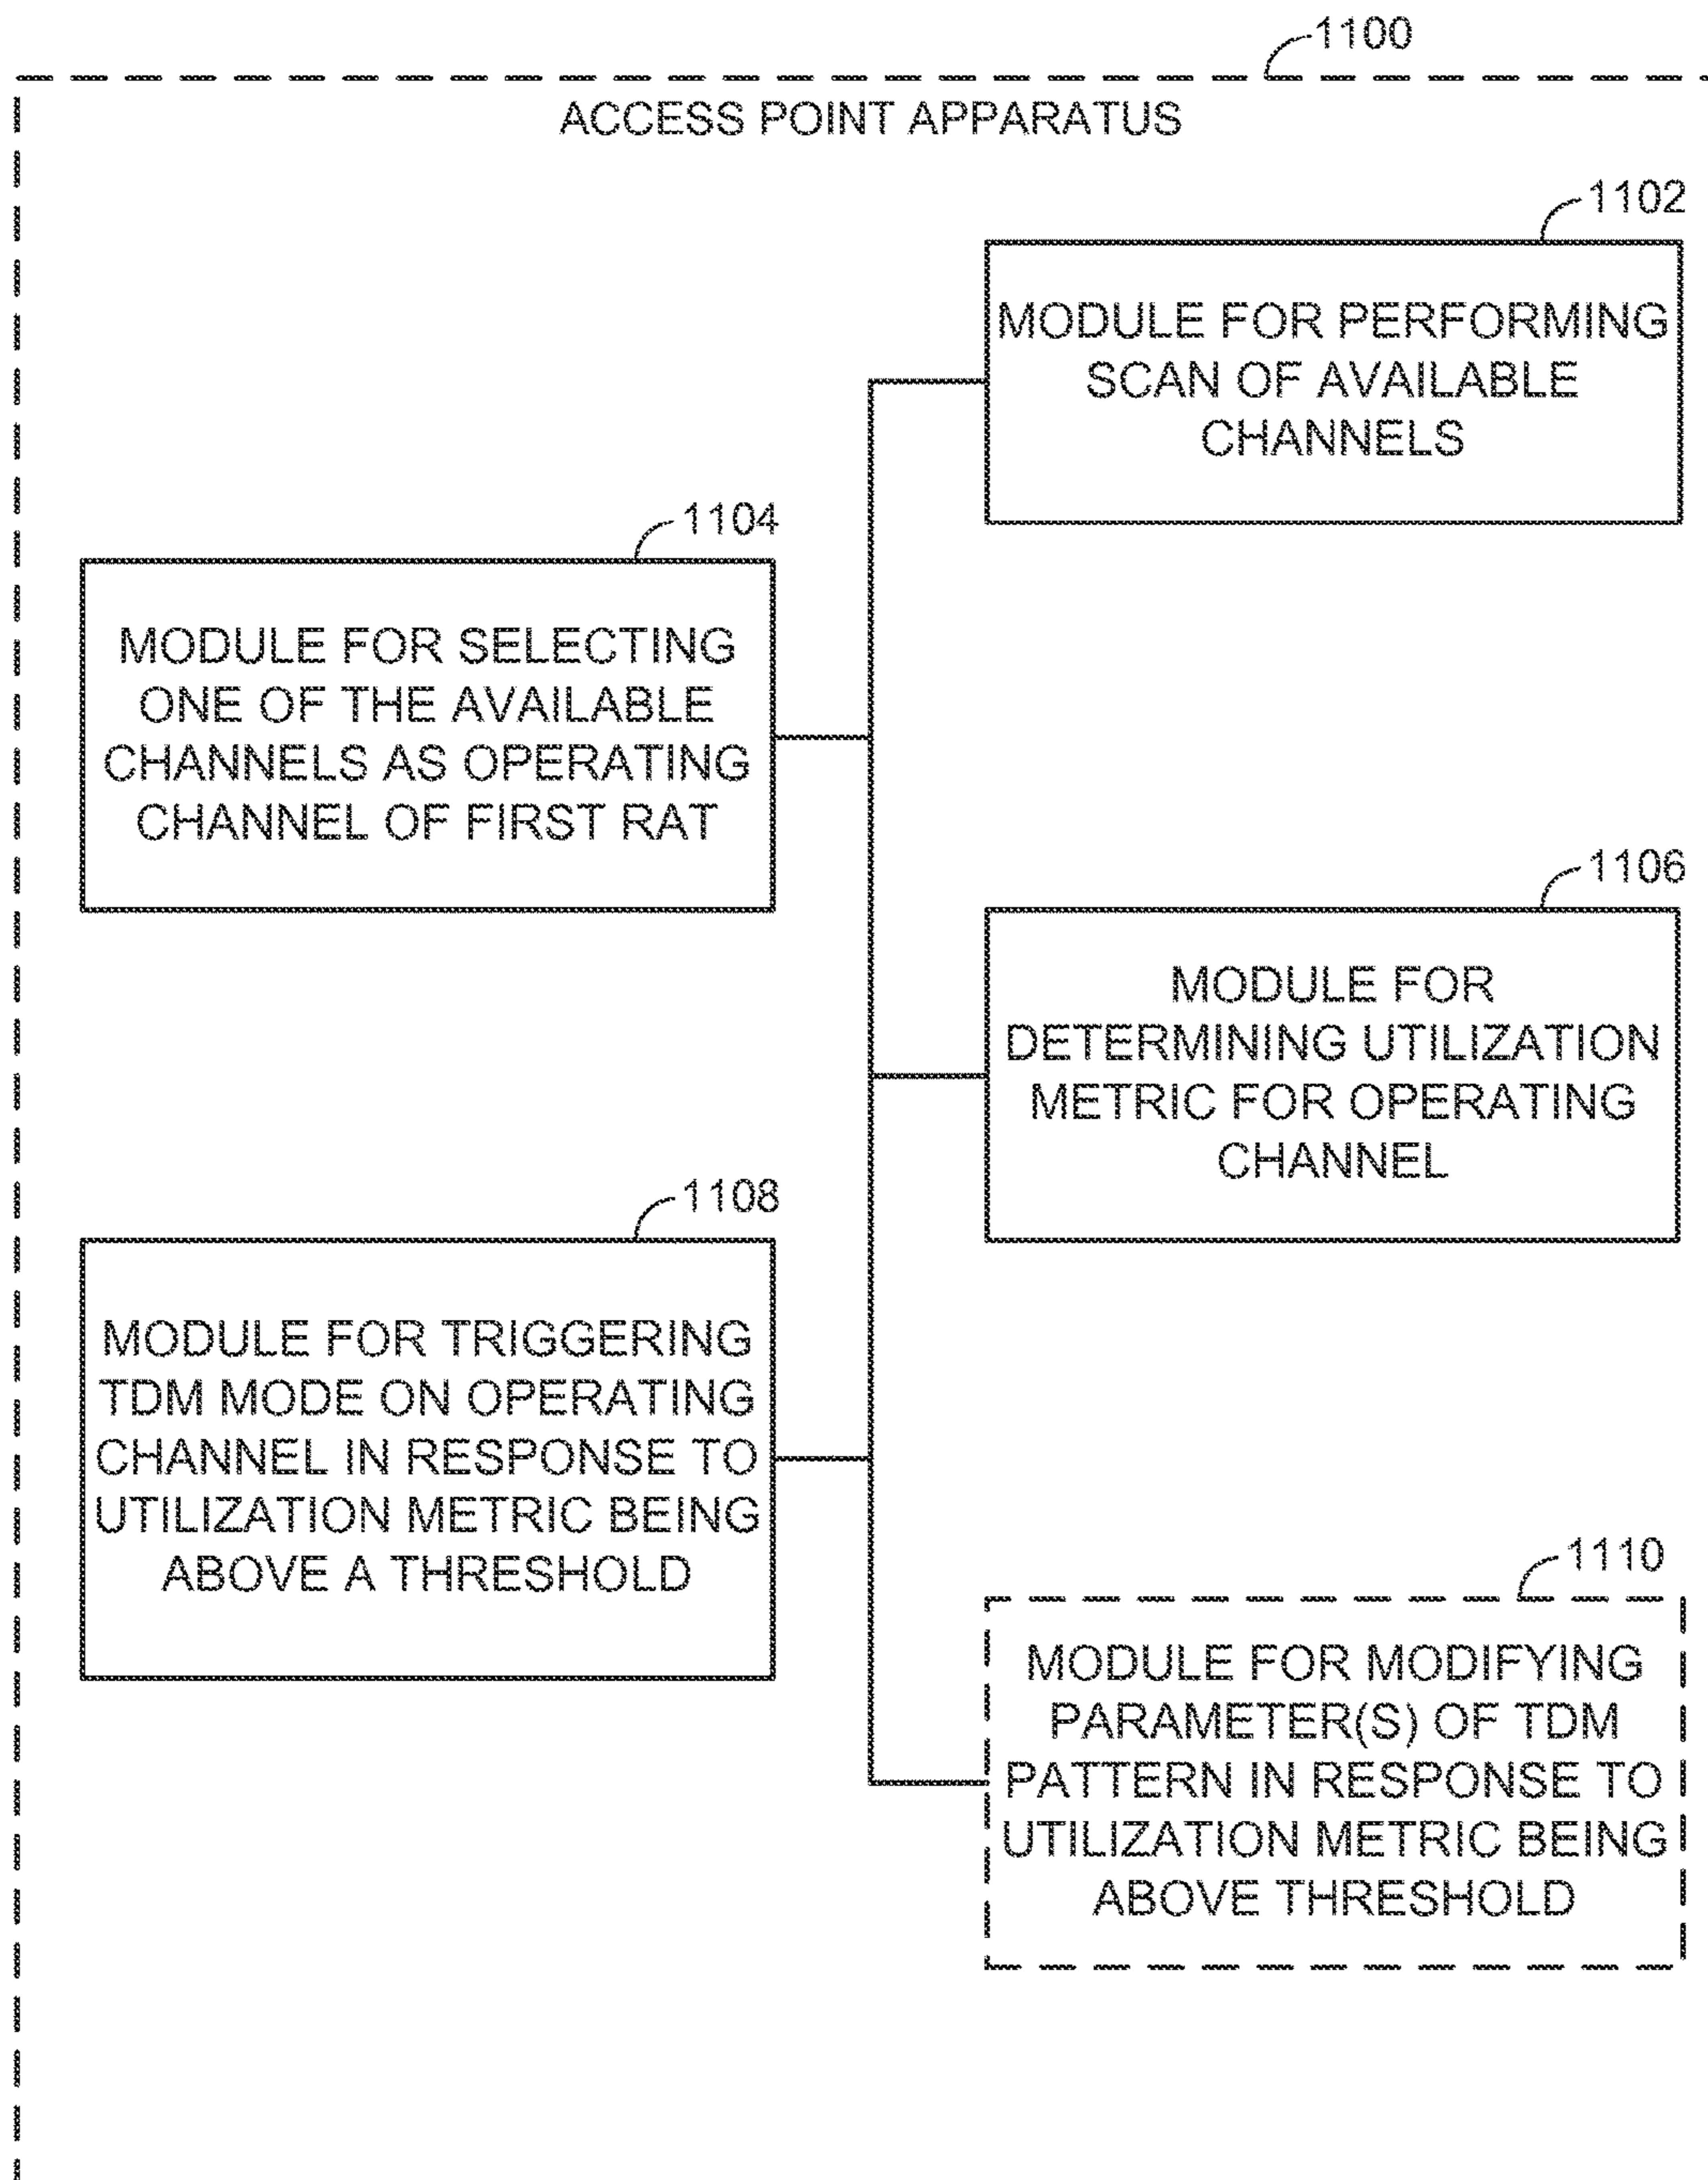 1100
ACCESS POINT APPARATUS
1102
MODULE FOR PERFORMING
SCAN OF AVAILABLE
CHANNELS
1104
MODULE FOR SELECTING
ONE OF THE AVAILABLE
CHANNELS AS OPERATING
CHANNEL OF FIRST RAT
1106
MODULE FOR
DETERMINING UTILIZATION
METRIC FOR OPERATING
CHANNEL
1108
MODULE FOR TRIGGERING
TDM MODE ON OPERATING
CHANNEL IN RESPONSE TO
UTILIZATION METRIC BEING
ABOVE A THRESHOLD
1110
MODULE FOR MODIFYING
PARAMETER(S) OF TDM
PATTERN IN RESPONSE TO
UTILIZATION METRIC BEING
ABOVE THRESHOLD